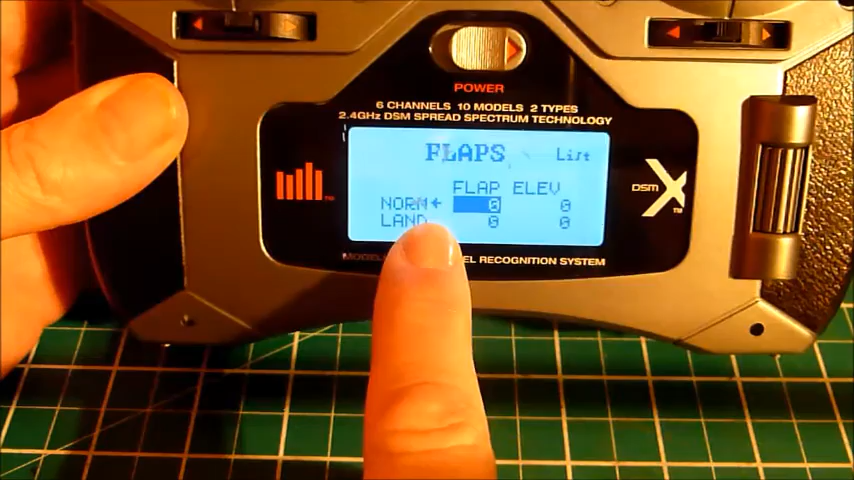 POWER
6 CHANNELS 10 MODELS 2 TYPES
2.4GHz DSM SPREAD SPECTRUM TECHNOLOGY
FLAPS List
FLAP ELEV
NORM← 0 0
LAND 0 0
DSM X
RECOGNITION SYSTEM